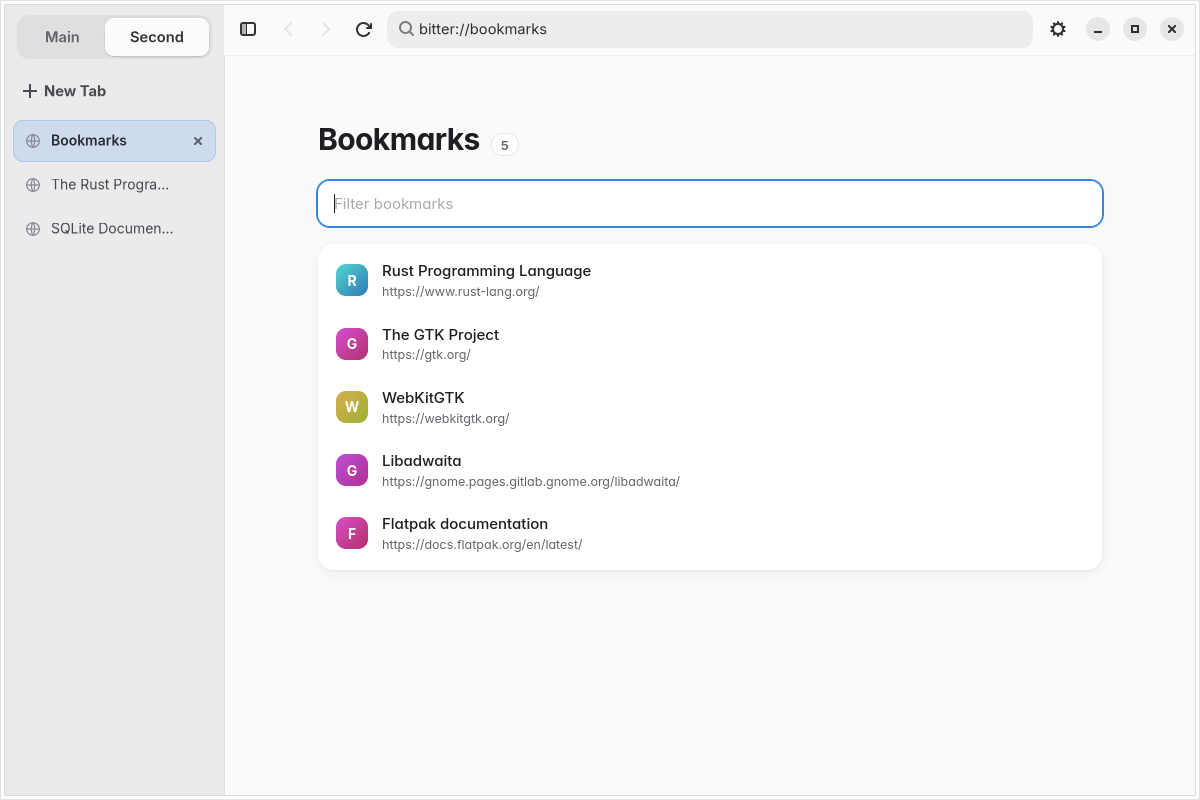 Main
Second
bitter://bookmarks
New Tab
Bookmarks
The Rust Progra...
SQLite Documen...
Bookmarks
5
Filter bookmarks
R
Rust Programming Language
https://www.rust-lang.org/
G
The GTK Project
https://gtk.org/
W
WebKitGTK
https://webkitgtk.org/
G
Libadwaita
https://gnome.pages.gitlab.gnome.org/libadwaita/
F
Flatpak documentation
https://docs.flatpak.org/en/latest/